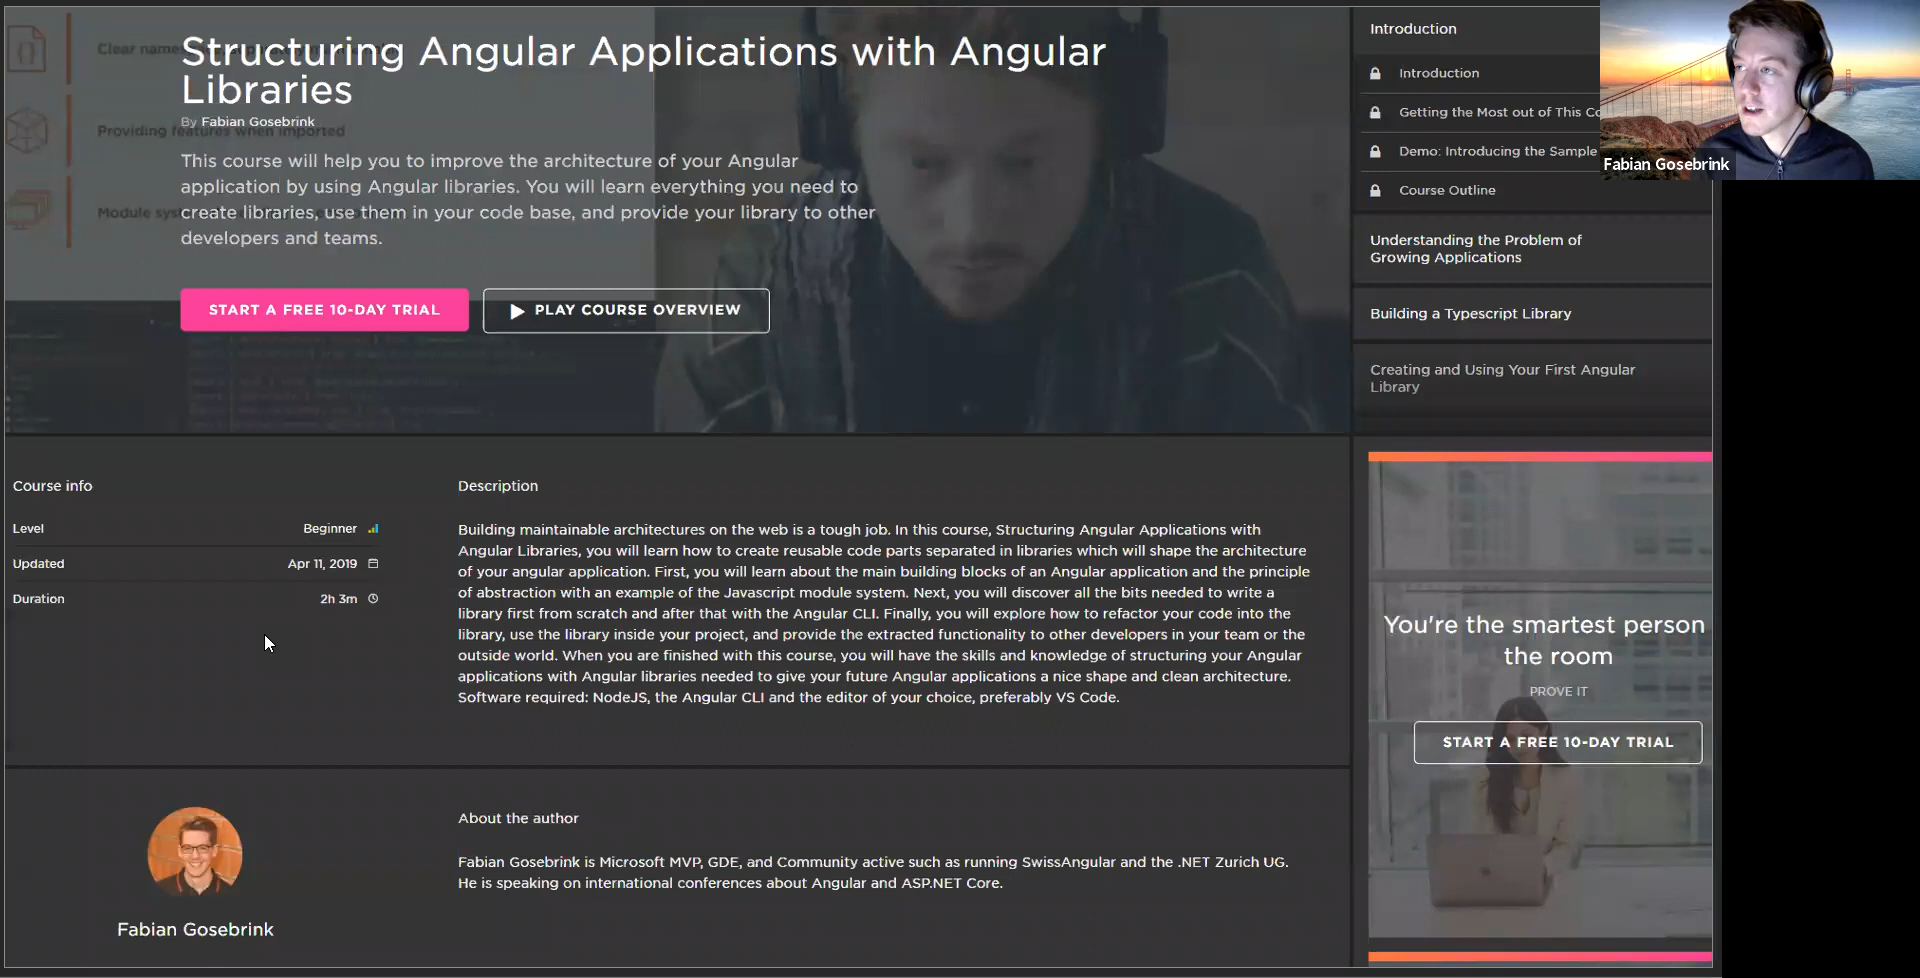 Structuring Angular Applications with Angular
Libraries
By Fabian Gosebrink
Clear names
Providing features when imported
This course will help you to improve the architecture of your Angular
application by using Angular libraries. You will learn everything you need to
create libraries, use them in your code base, and provide your library to other
developers and teams.
START A FREE 10-DAY TRIAL
PLAY COURSE OVERVIEW
Introduction
Introduction
Getting the Most out of This Co
Demo: Introducing the Sample
Course Outline
Understanding the Problem of
Growing Applications
Building a Typescript Library
Creating and Using Your First Angular
Library
Fabian Gosebrink
Course info
Level Beginner
Updated Apr 11, 2019
Duration 2h 3m
Description
Building maintainable architectures on the web is a tough job. In this course, Structuring Angular Applications with
Angular Libraries, you will learn how to create reusable code parts separated in libraries which will shape the architecture
of your angular application. First, you will learn about the main building blocks of an Angular application and the principle
of abstraction with an example of the Javascript module system. Next, you will discover all the bits needed to write a
library first from scratch and after that with the Angular CLI. Finally, you will explore how to refactor your code into the
library, use the library inside your project, and provide the extracted functionality to other developers in your team or the
outside world. When you are finished with this course, you will have the skills and knowledge of structuring your Angular
applications with Angular libraries needed to give your future Angular applications a nice shape and clean architecture.
Software required: NodeJS, the Angular CLI and the editor of your choice, preferably VS Code.
You're the smartest person
the room
PROVE IT
START A FREE 10-DAY TRIAL
About the author
Fabian Gosebrink is Microsoft MVP, GDE, and Community active such as running SwissAngular and the .NET Zurich UG.
He is speaking on international conferences about Angular and ASP.NET Core.
Fabian Gosebrink